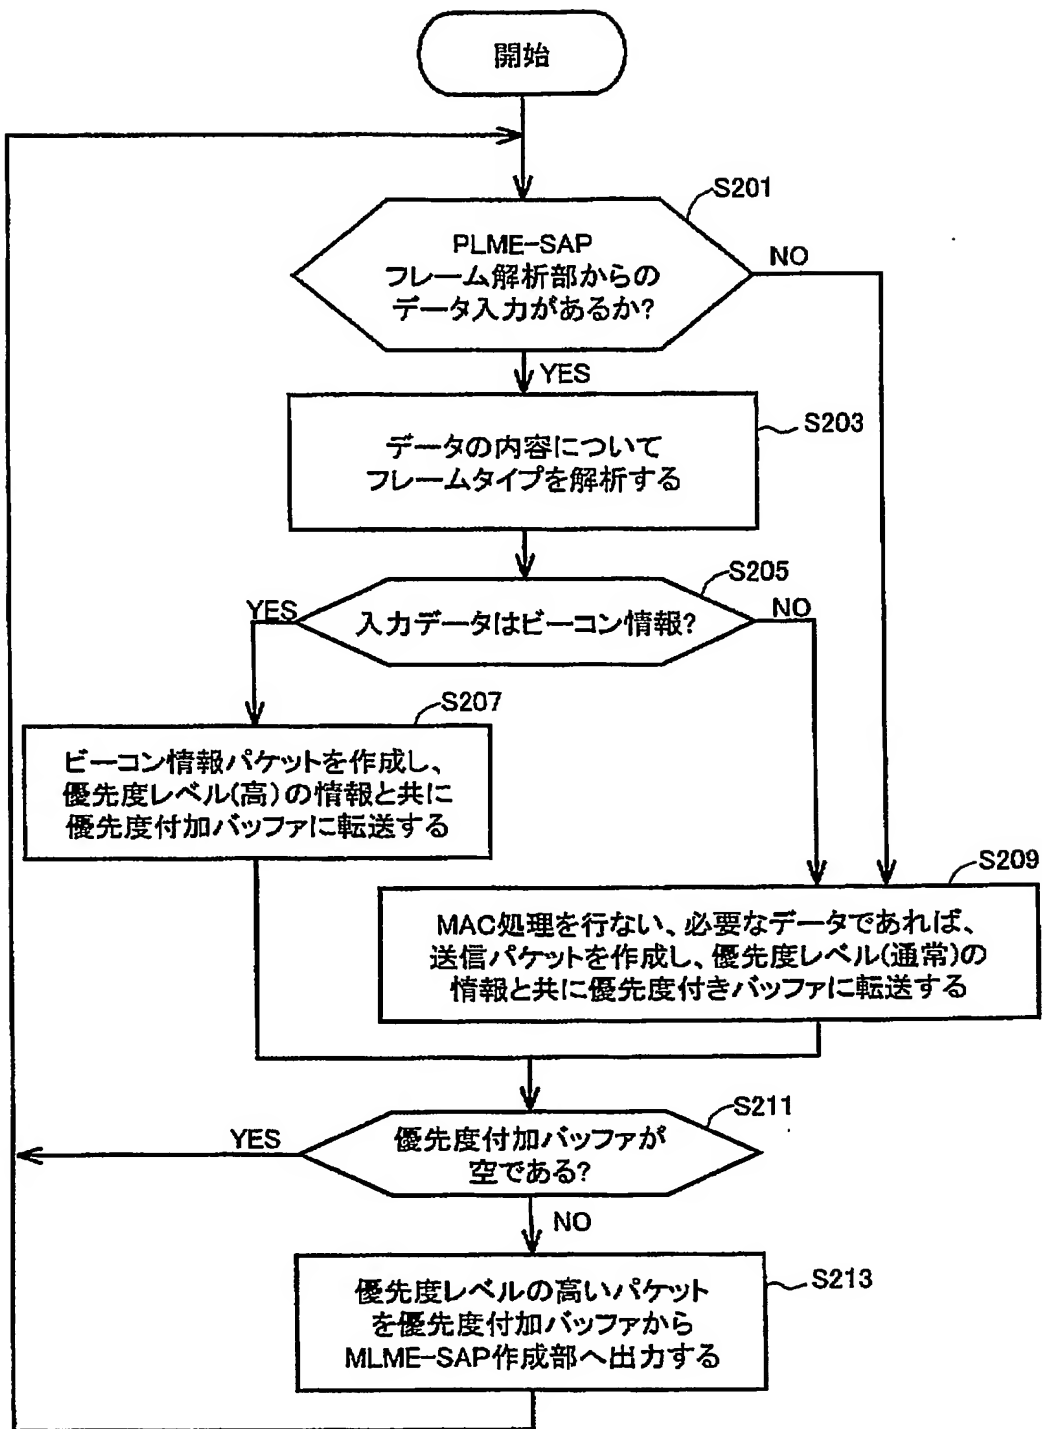 開始
S201
PLME-SAP
フレーム解析部からの
データ入力があるか?
NO
YES
S203
データの内容について
フレームタイプを解析する
S205
YES
入力データはビーコン情報?
NO
S207
ビーコン情報パケットを作成し、
優先度レベル(高)の情報と共に
優先度付加バッファに転送する
S209
MAC処理を行ない、必要なデータであれば、
送信パケットを作成し、優先度レベル(通常)の
情報と共に優先度付きバッファに転送する
S211
YES
優先度付加バッファが
空である?
NO
S213
優先度レベルの高いパケット
を優先度付加バッファから
MLME-SAP作成部へ出力する